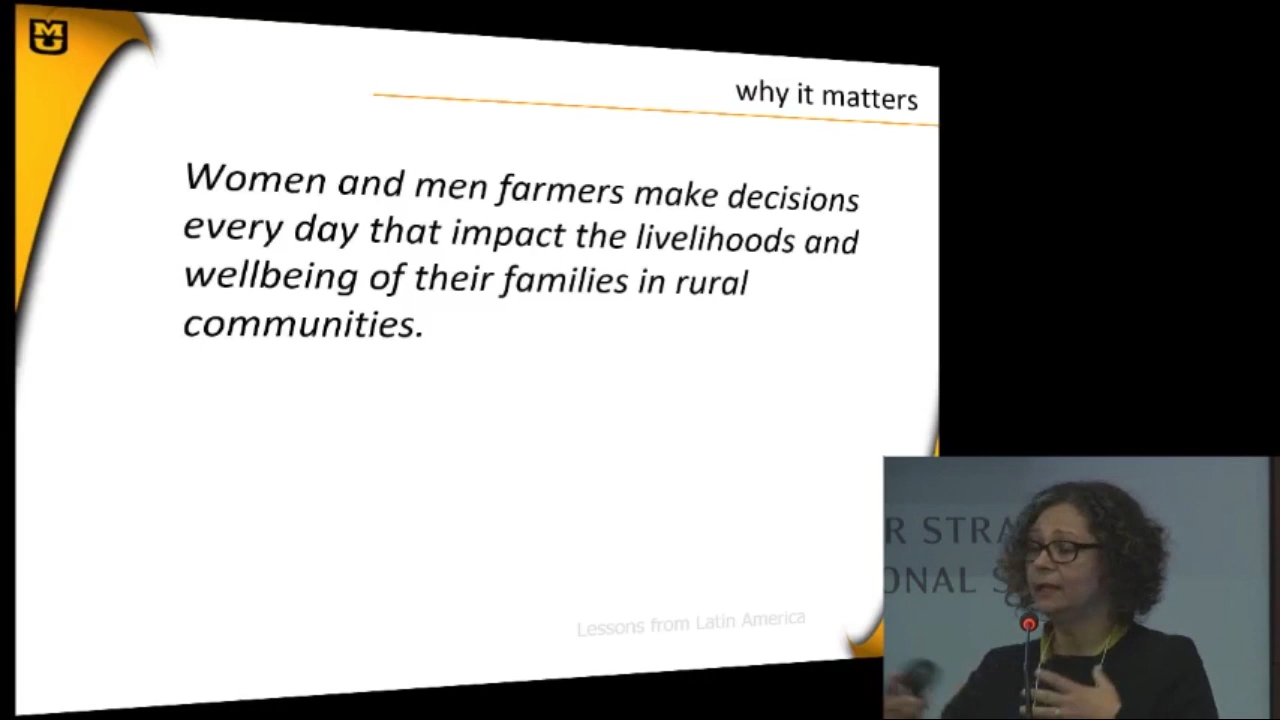 MU
why it matters
Women and men farmers make decisions
every day that impact the livelihoods and
wellbeing of their families in rural
communities.
Lessons from Latin America
R STRA
ONAL S